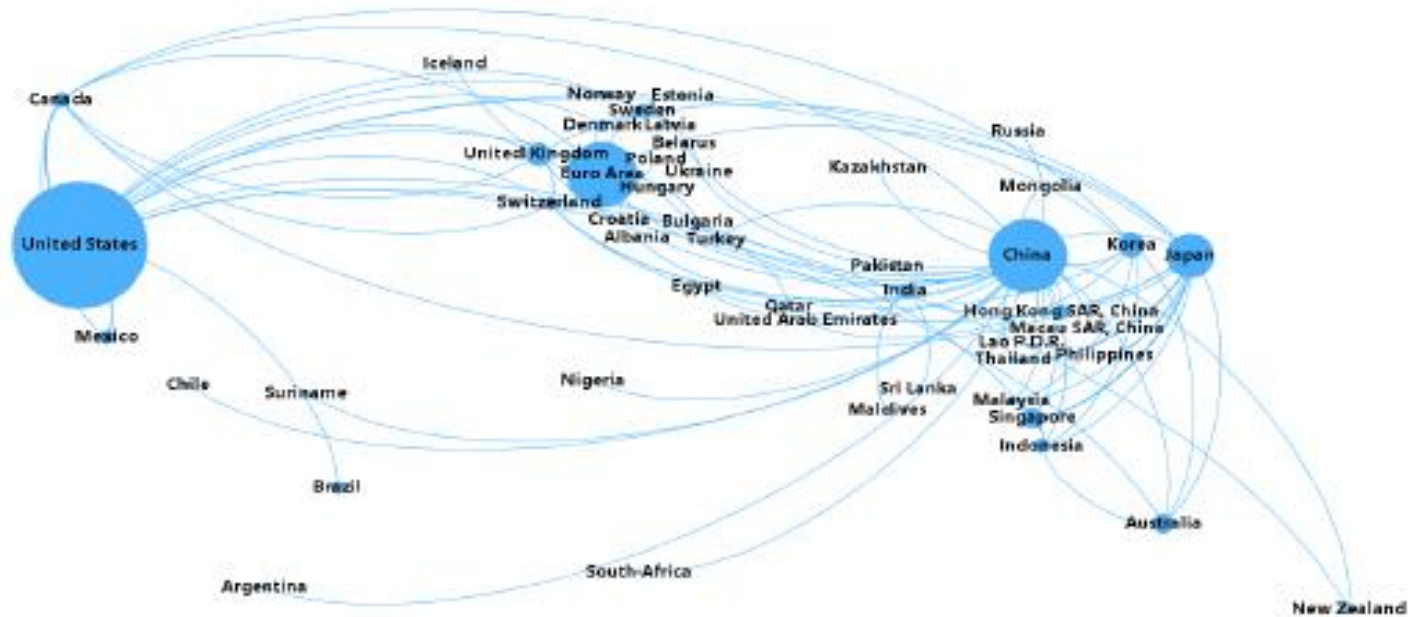 Iceland
Canada
Norway
Estonia
Sweden
Denmark
Latvia
Russia
Belarus
United Kingdom
Poland
Kazakhstan
Euro Area
Ukraine
Mongolia
Hungary
Switzerland
Croatia
Bulgaria
Albania
Turkey
United States
China
Korea
Japan
Pakistan
Egypt
India
Qatar
United Arab Emirates
Hong Kong SAR, China
Macau SAR, China
Mexico
Lao P.D.R.
Thailand
Philippines
Chile
Suriname
Nigeria
Sri Lanka
Maldives
Malaysia
Singapore
Indonesia
Brazil
Australia
South-Africa
Argentina
New Zealand